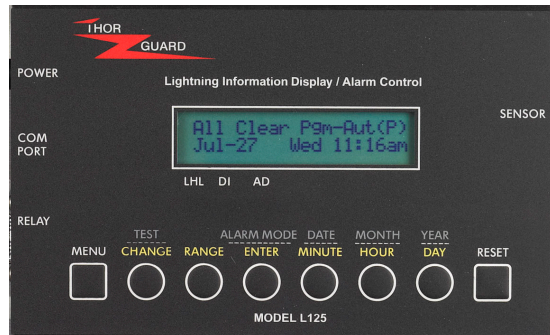 THOR
GUARD
POWER
Lightning Information Display / Alarm Control
SENSOR
All Clear Pgm-Aut(P)
Jul-27 Wed 11:16am
COM
PORT
LHL DI AD
RELAY
TEST ALARM MODE DATE MONTH YEAR
MENU CHANGE RANGE ENTER MINUTE HOUR DAY RESET
MODEL L125